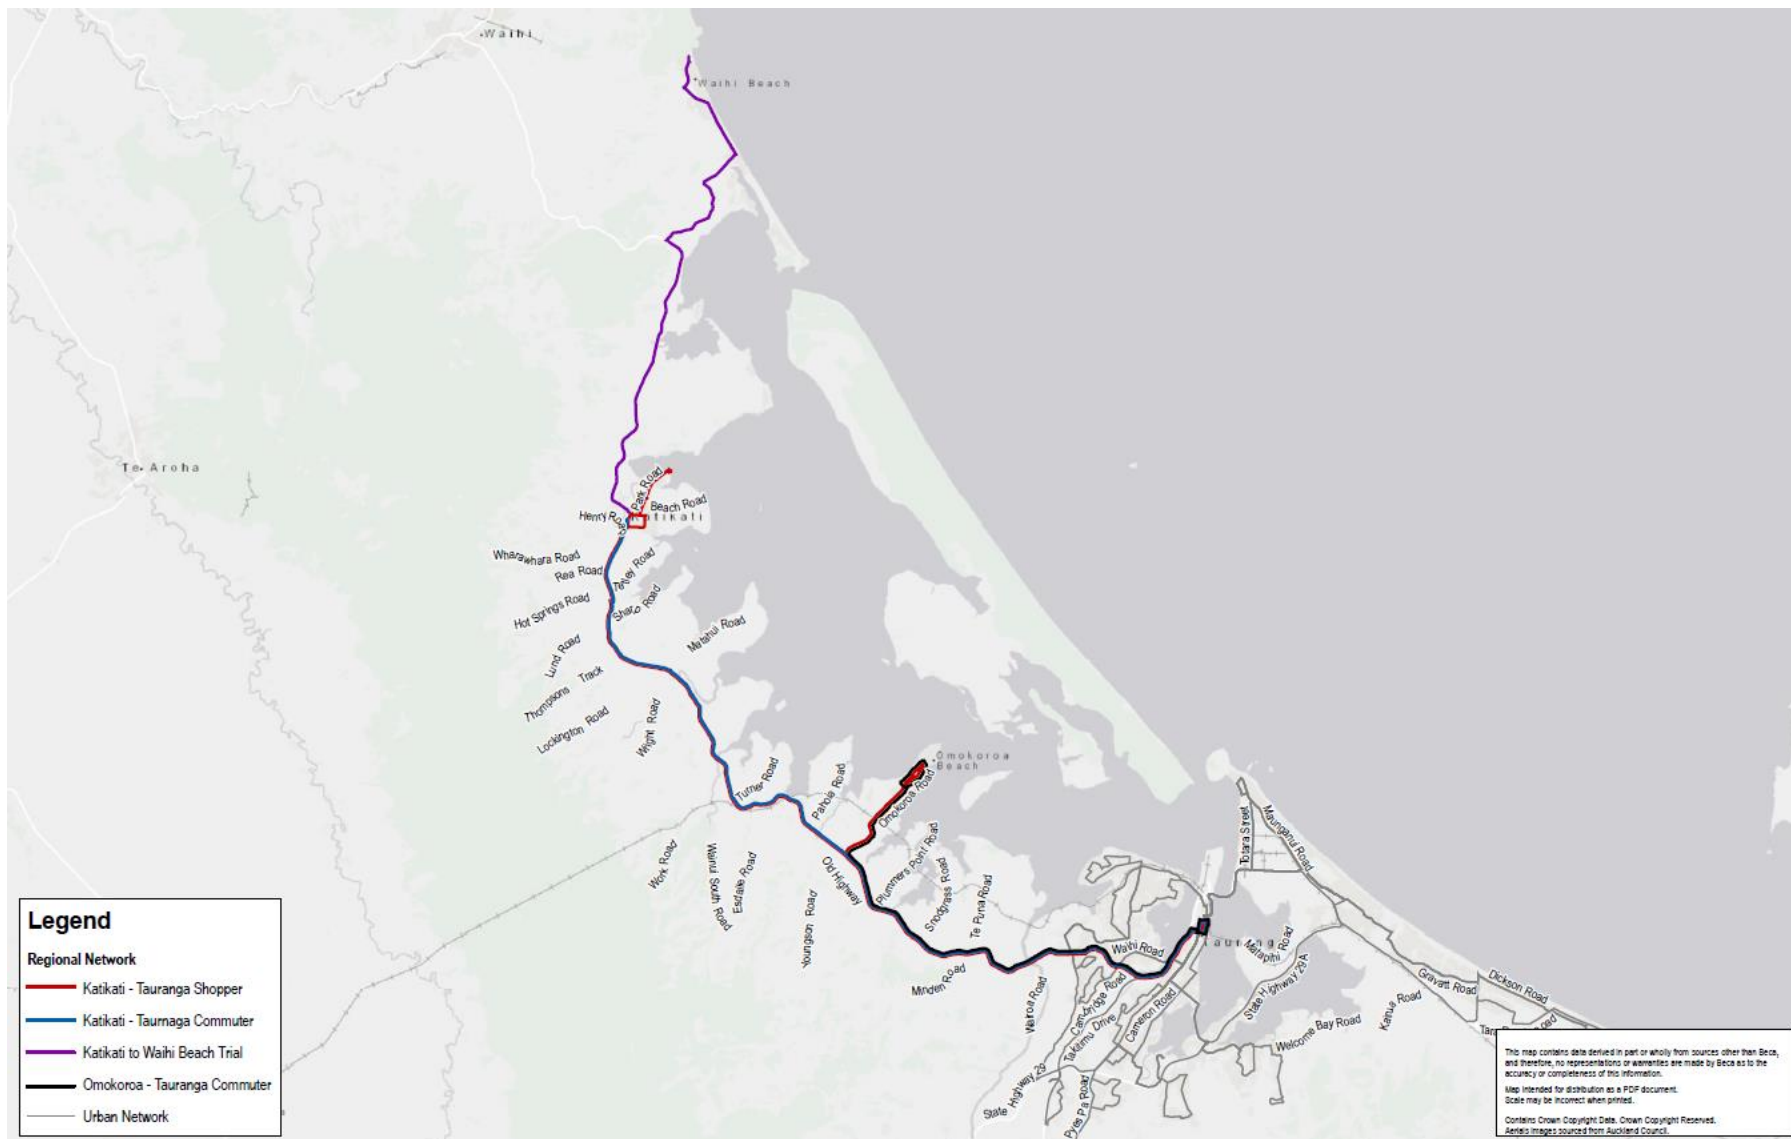 Waihi
Waihi Beach
Te Aroha
Park Road
Beach Road
Henry Road
Katikati
Wharawhara Road
Rea Road
Tetley Road
Hot Springs Road
Sharp Road
Matahui Road
Lund Road
Thompsons Track
Lockington Road
Wright Road
Omokoroa
Beach
Turner Road
Pahoia Road
Omokoroa Road
Totara Street
Maunganui Road
Plummers Point Road
Old Highway
Work Road
Wainui South Road
Esdaile Road
Snodgrass Road
Te Puna Road
Youngson Road
Waihi Road
Tauranga
Matapihi Road
Minden Road
State Highway 29A
Gravatt Road
Dickson Road
Wairoa Road
Cambridge Road
Takitimu Drive
Cameron Road
Kairua Road
Welcome Bay Road
State Highway 29
Pyes Pa Road
Legend
Regional Network
Katikati - Tauranga Shopper
Katikati - Taurnaga Commuter
Katikati to Waihi Beach Trial
Omokoroa - Tauranga Commuter
Urban Network
This map contains data derived in part or wholly from sources other than Beca,
and therefore, no representations or warranties are made by Beca as to the
accuracy or completeness of this information.
Map intended for distribution as a PDF document.
Scale may be incorrect when printed.
Contains Crown Copyright Data. Crown Copyright Reserved.
Aerials images sourced from Auckland Council.